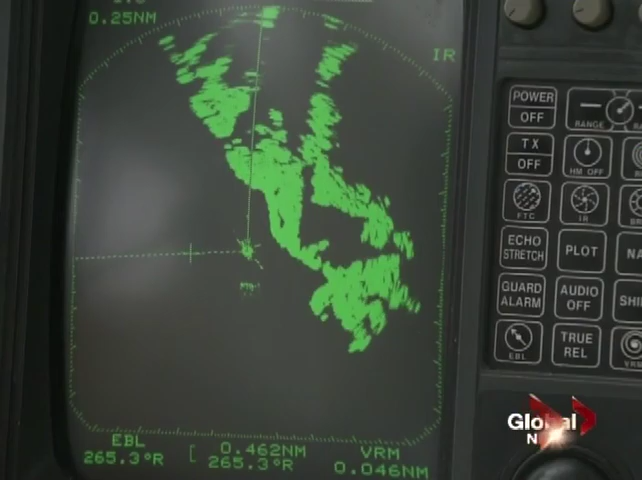 0.25NM
IR
POWER
OFF
RANGE
TX
OFF
HM OFF
FTC
IR
ECHO
STRETCH
PLOT
GUARD
ALARM
AUDIO
OFF
EBL
TRUE
REL
Global
N
EBL
265.3°R
[ 0.462NM
265.3°R
VRM
0.046NM